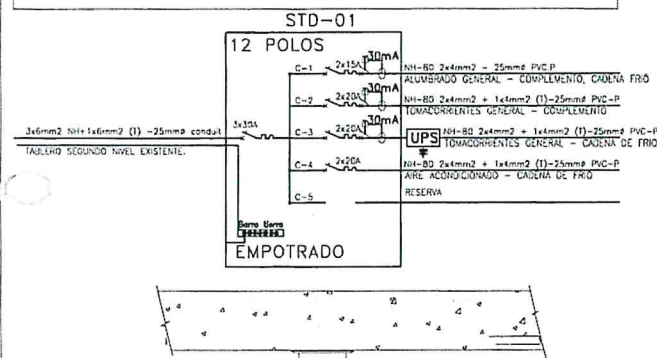 STD-01
12 POLOS
C-1 2x15A 30mA NH-80 2x4mm2 - 25mmø PVC.P
ALUMBRADO GENERAL - COMPLEMENTO, CADENA FRIO
C-2 2x20A 30mA NH-80 2x4mm2 + 1x4mm2 (T)-25mmø PVC-P
TOMACORRIENTES GENERAL - COMPLEMENTO
3x6mm2 NH+1x6mm2 (T) -25mmø conduit 3x30A C-3 2x20A 30mA UPS NH-80 2x4mm2 + 1x4mm2 (T)-25mmø PVC-P
TABLERO SEGUNDO NIVEL EXISTENTE. TOMACORRIENTES GENERAL - CADENA DE FRIO
C-4 2x20A NH-80 2x4mm2 + 1x4mm2 (T)-25mmø PVC-P
AIRE ACONDICIONADO - CADENA DE FRIO
C-5 RESERVA
Barra tierra
EMPOTRADO